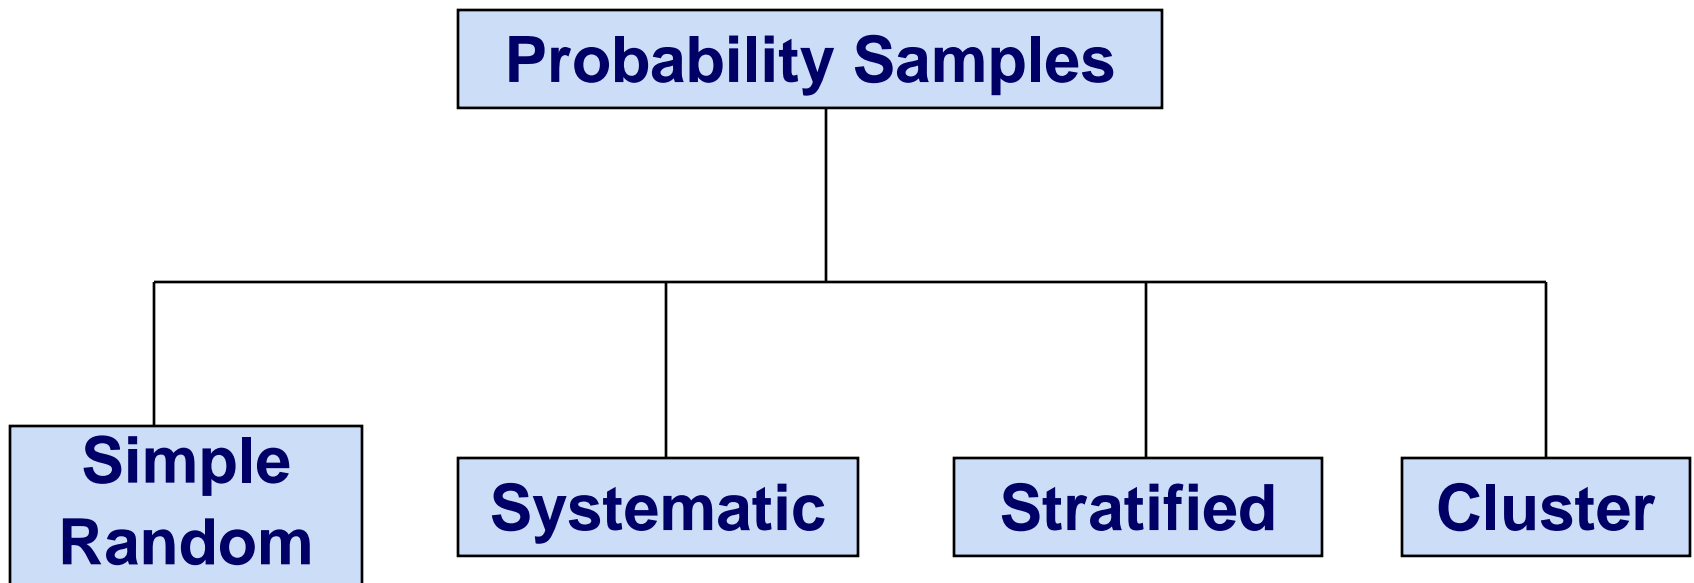 Probability Samples
Simple
Random
Systematic
Stratified
Cluster